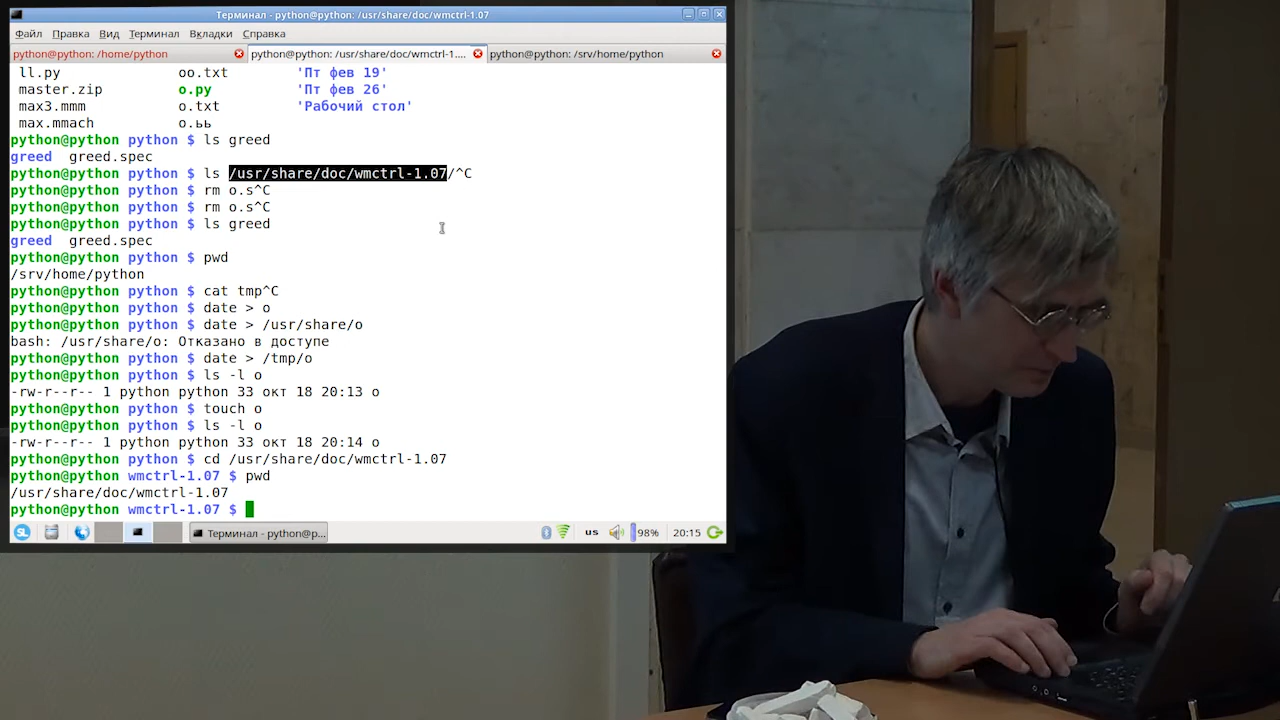 Терминал - python@python: /usr/share/doc/wmctrl-1.07
Файл Правка Вид Терминал Вкладки Справка
python@python: /home/python python@python: /usr/share/doc/wmctrl-1.... python@python: /srv/home/python
ll.py оо.txt 'Пт фев 19'
master.zip o.py 'Пт фев 26'
max3.mmm o.txt 'Рабочий стол'
max.mmach о.ьь
python@python python $ ls greed
greed greed.spec
python@python python $ ls /usr/share/doc/wmctrl-1.07/^C
python@python python $ rm o.s^C
python@python python $ rm o.s^C
python@python python $ ls greed
greed greed.spec
python@python python $ pwd
/srv/home/python
python@python python $ cat tmp^C
python@python python $ date > o
python@python python $ date > /usr/share/o
bash: /usr/share/o: Отказано в доступе
python@python python $ date > /tmp/o
python@python python $ ls -l o
-rw-r--r-- 1 python python 33 окт 18 20:13 o
python@python python $ touch o
python@python python $ ls -l o
-rw-r--r-- 1 python python 33 окт 18 20:14 o
python@python python $ cd /usr/share/doc/wmctrl-1.07
python@python wmctrl-1.07 $ pwd
/usr/share/doc/wmctrl-1.07
python@python wmctrl-1.07 $
Терминал - python@p... us 98% 20:15